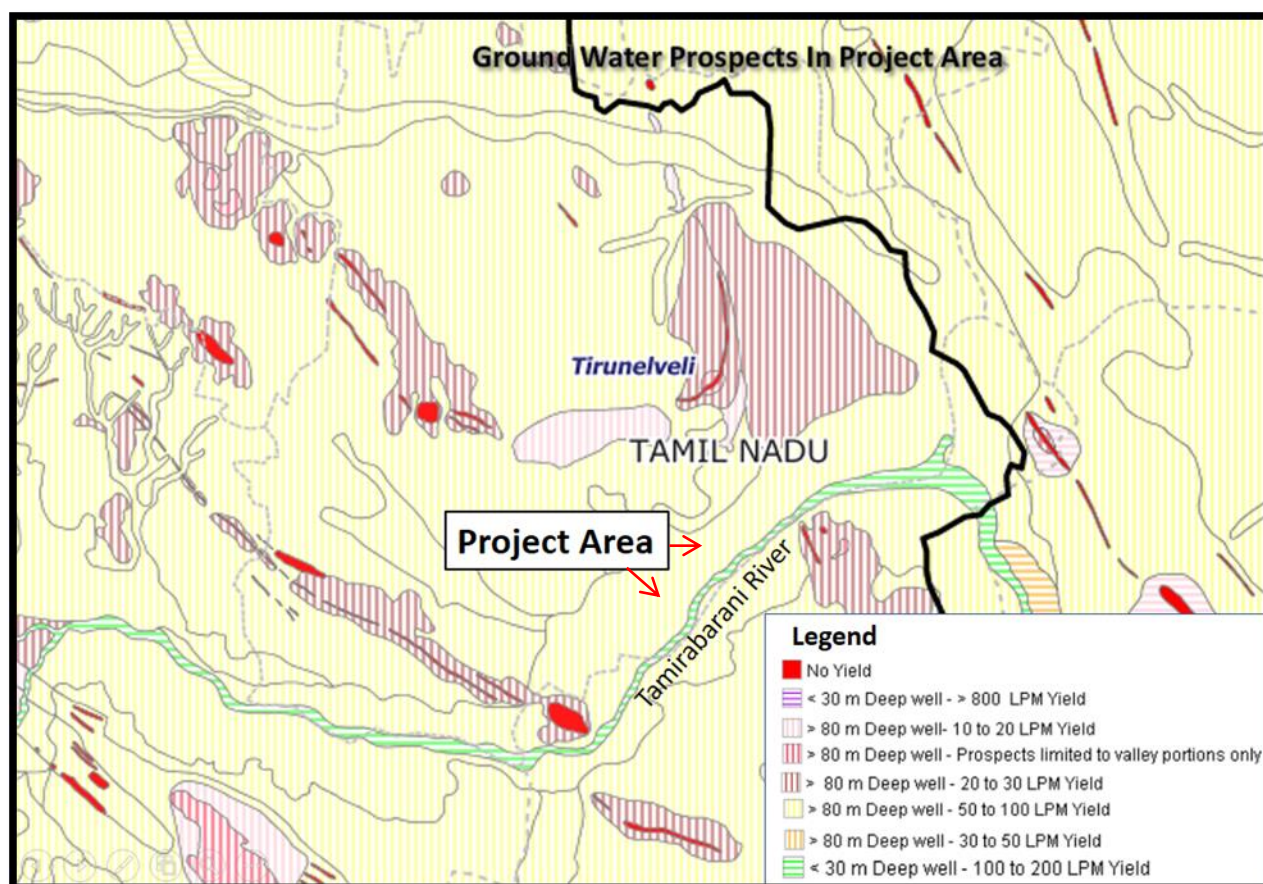 Ground Water Prospects In Project Area
Tirunelveli
TAMIL NADU
Project Area
Tamirabarani River
Legend
No Yield
< 30 m Deep well - > 800 LPM Yield
> 80 m Deep well- 10 to 20 LPM Yield
> 80 m Deep well - Prospects limited to valley portions only
> 80 m Deep well - 20 to 30 LPM Yield
> 80 m Deep well - 50 to 100 LPM Yield
> 80 m Deep well - 30 to 50 LPM Yield
< 30 m Deep well - 100 to 200 LPM Yield